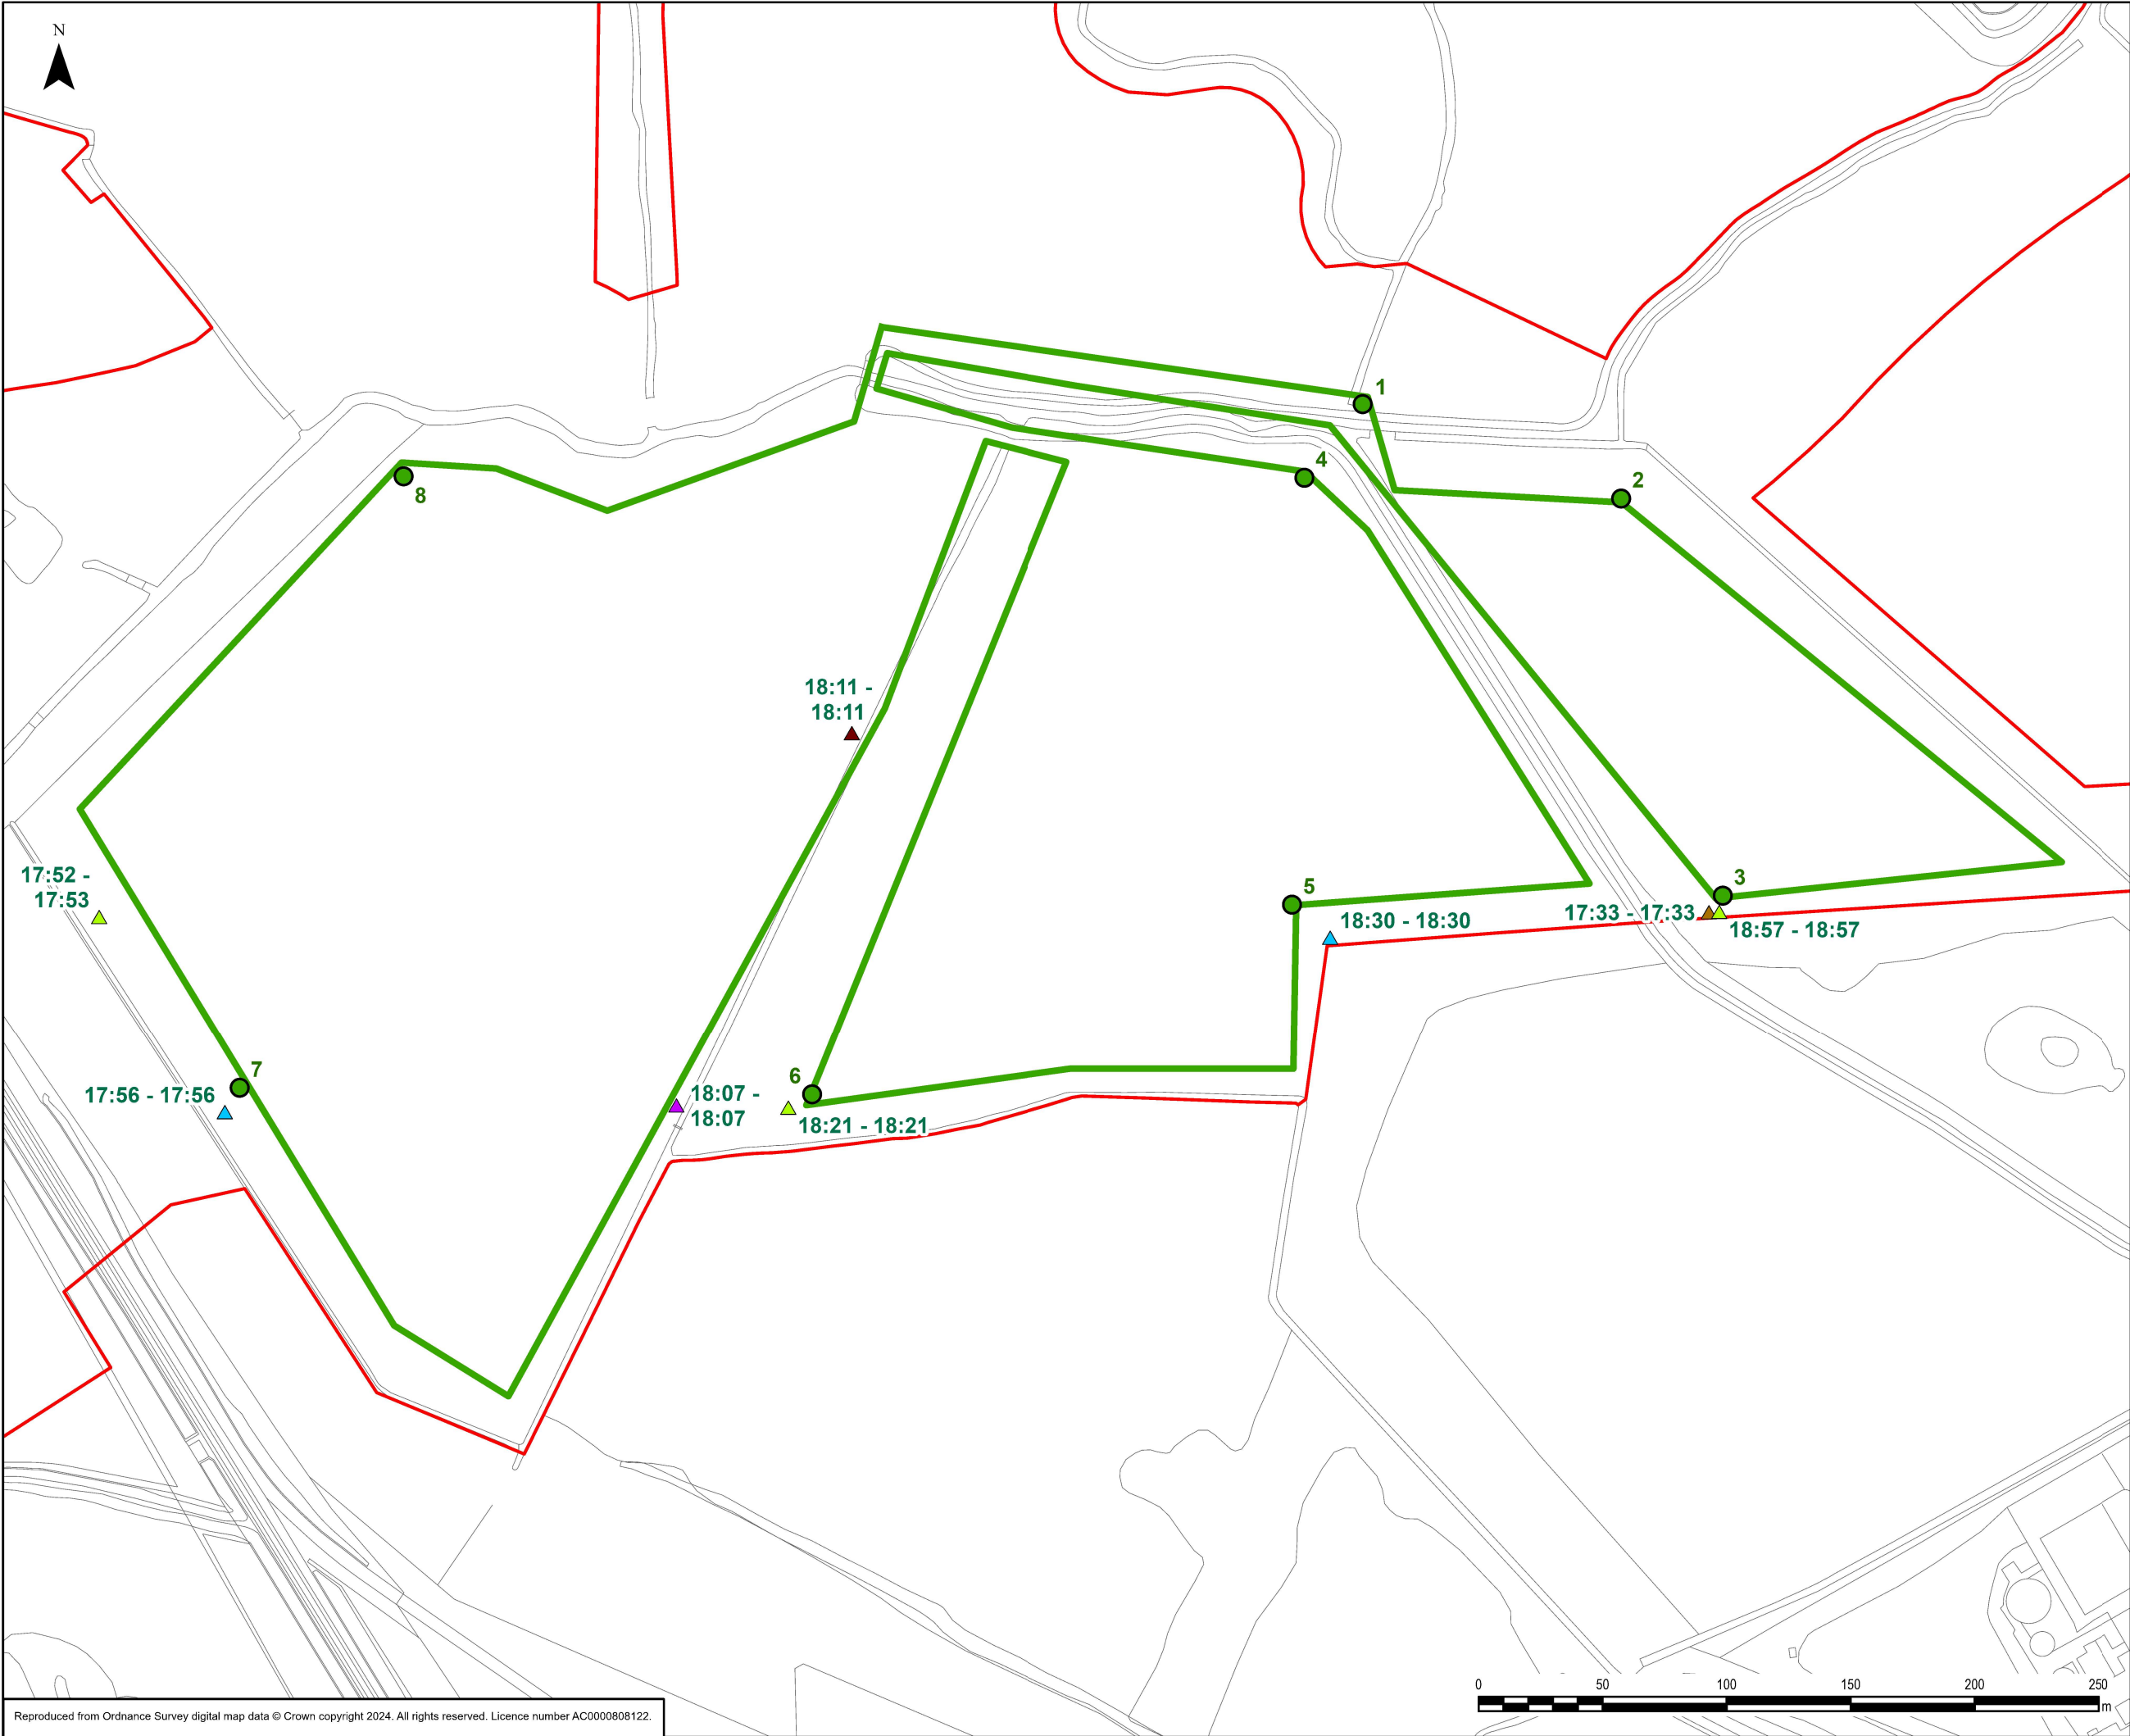 N
1
4
2
8
18:11 -
18:11
17:52 -
17:53
5
3
18:30 - 18:30
17:33 - 17:33
18:57 - 18:57
7
6
17:56 - 17:56
18:07 -
18:07
18:21 - 18:21
0 50 100 150 200 250
m
Reproduced from Ordnance Survey digital map data © Crown copyright 2024. All rights reserved. Licence number AC0000808122.